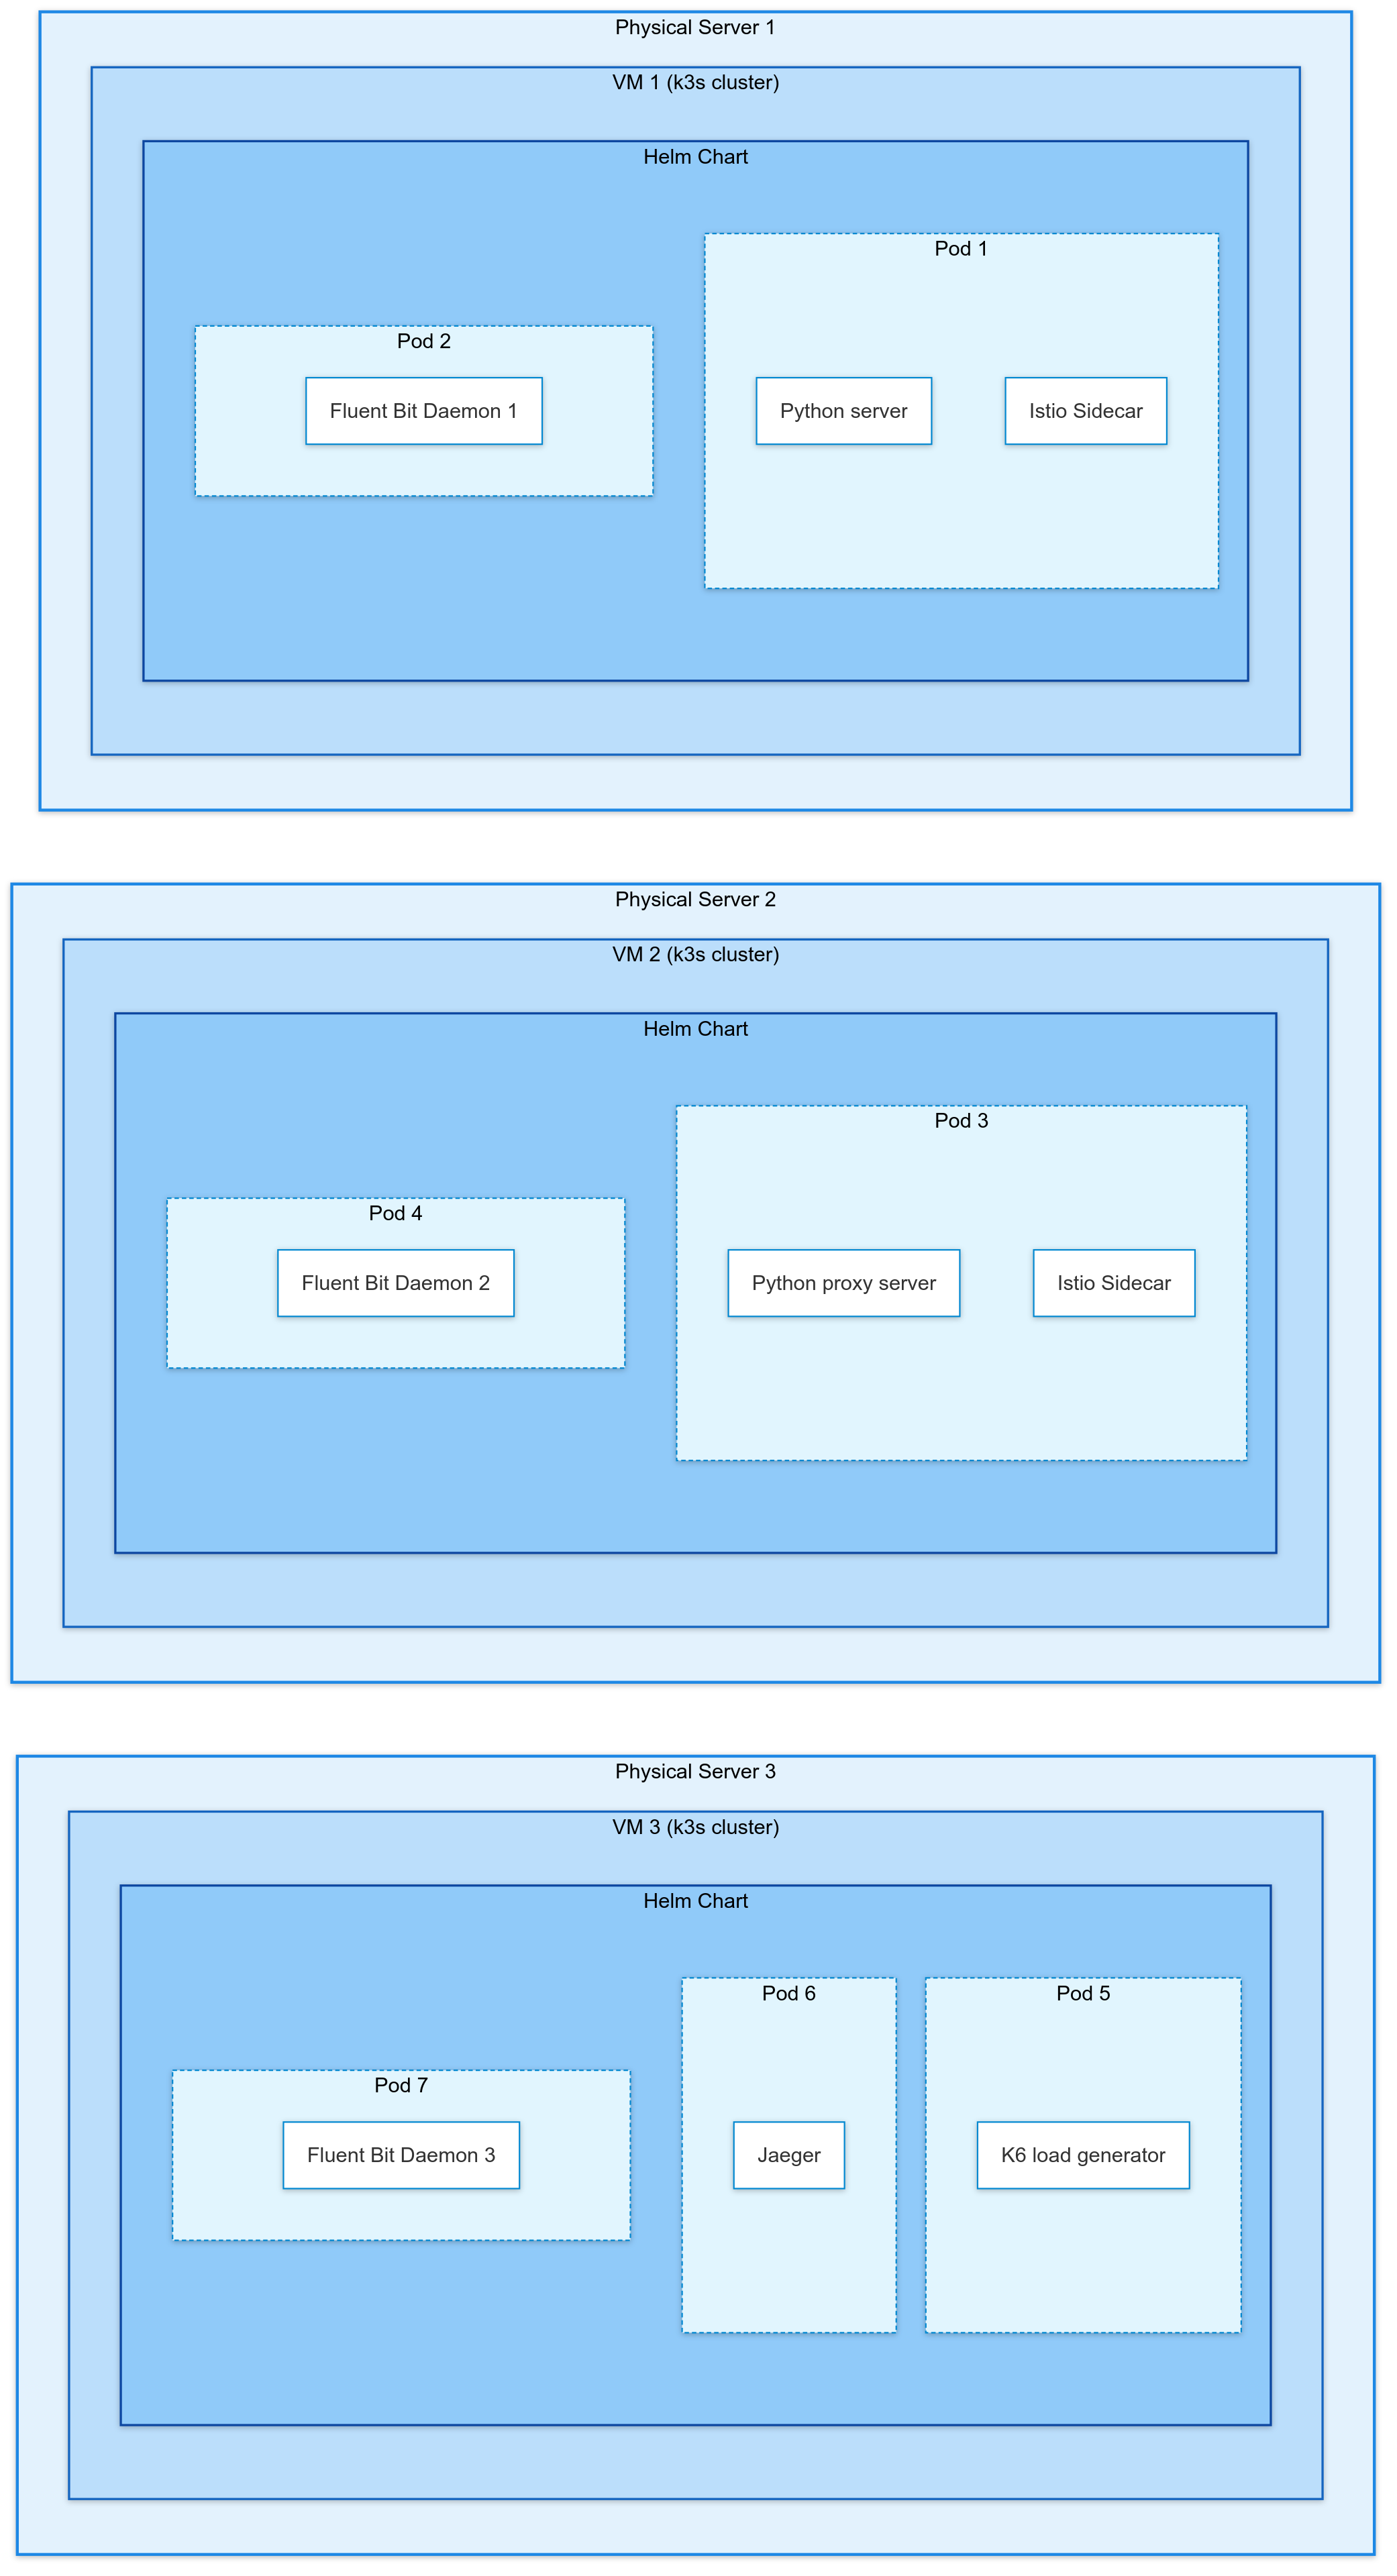 Physical Server 1
VM 1 (k3s cluster)
Helm Chart
Pod 1
Pod 2
Fluent Bit Daemon 1
Python server
Istio Sidecar
Physical Server 2
VM 2 (k3s cluster)
Helm Chart
Pod 3
Pod 4
Fluent Bit Daemon 2
Python proxy server
Istio Sidecar
Physical Server 3
VM 3 (k3s cluster)
Helm Chart
Pod 6
Pod 5
Pod 7
Fluent Bit Daemon 3
Jaeger
K6 load generator